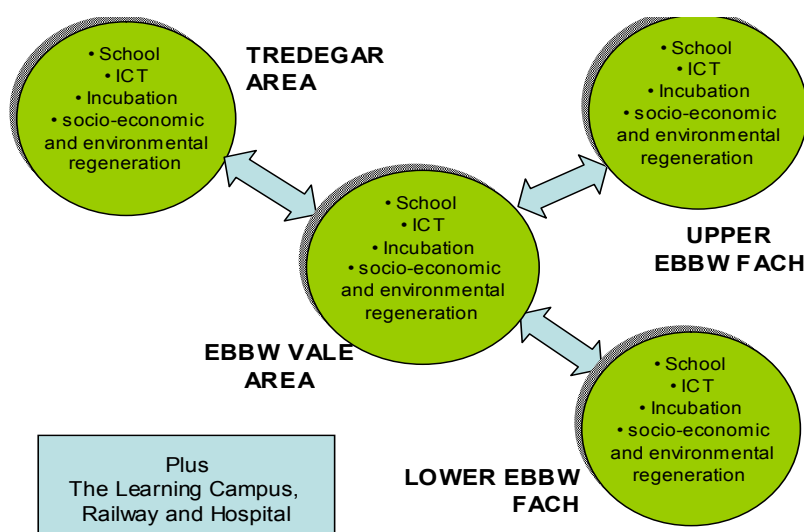 • School
• ICT
• Incubation
• socio-economic
and environmental
regeneration
TREDEGAR
AREA
• School
• ICT
• Incubation
• socio-economic
and environmental
regeneration
UPPER
EBBW FACH
• School
• ICT
• Incubation
• socio-economic
and environmental
regeneration
EBBW VALE
AREA
• School
• ICT
• Incubation
• socio-economic
and environmental
regeneration
LOWER EBBW
FACH
Plus
The Learning Campus,
Railway and Hospital